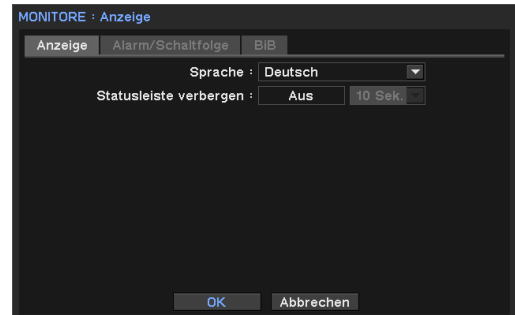 MONITORE : Anzeige
Anzeige Alarm/Schaltfolge BiB
Sprache : Deutsch
Statusleiste verbergen : Aus 10 Sek.
OK Abbrechen